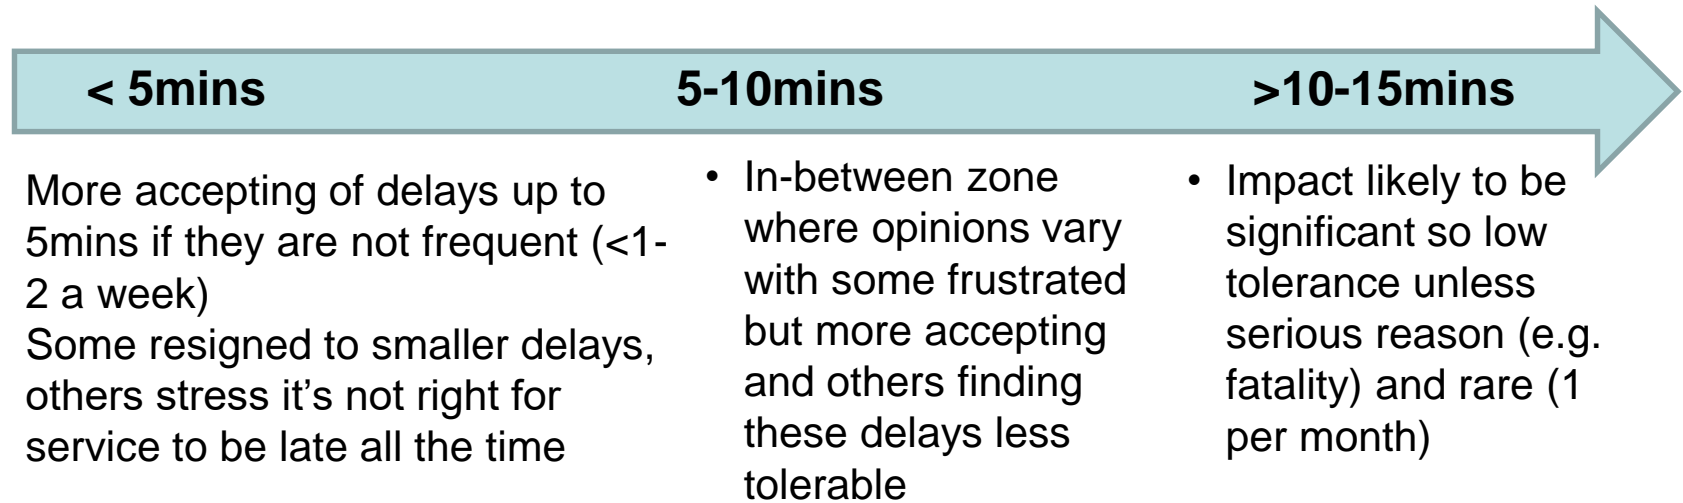 < 5mins
5-10mins
>10-15mins
More accepting of delays up to
5mins if they are not frequent (<1-
2 a week)
Some resigned to smaller delays,
others stress it's not right for
service to be late all the time
• In-between zone
where opinions vary
with some frustrated
but more accepting
and others finding
these delays less
tolerable
• Impact likely to be
significant so low
tolerance unless
serious reason (e.g.
fatality) and rare (1
per month)